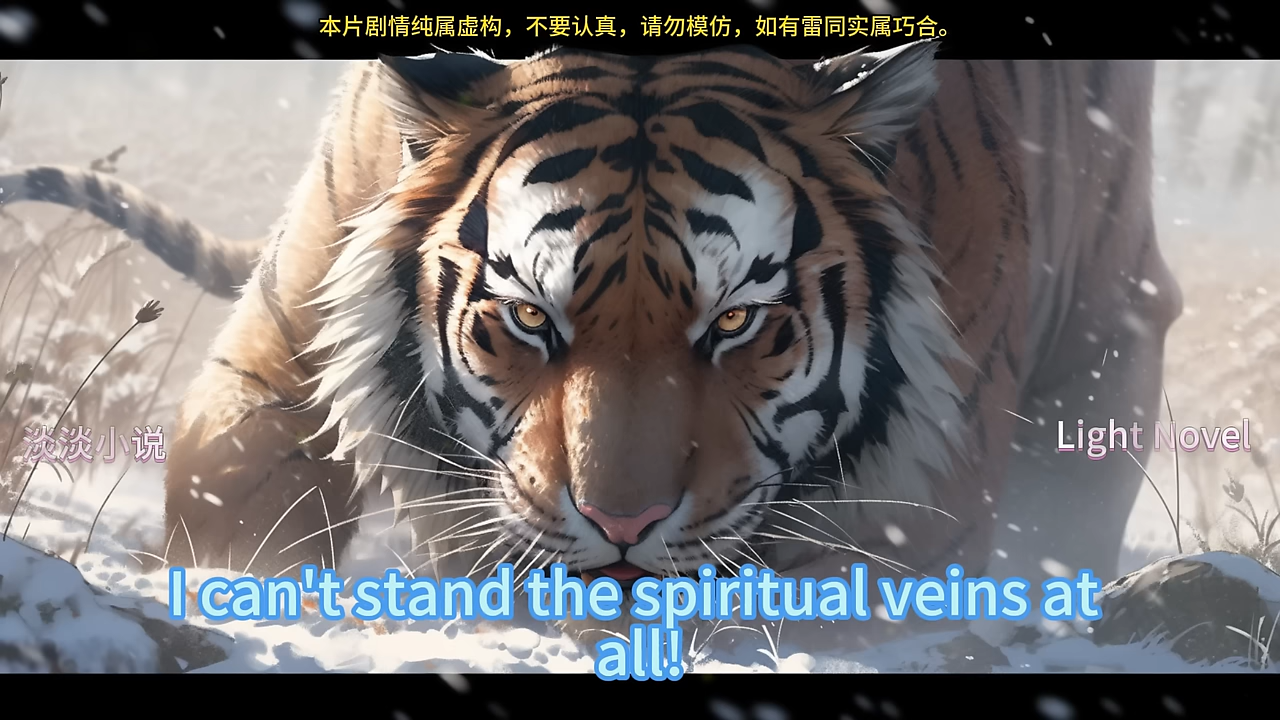 本片剧情纯属虚构，不要认真，请勿模仿，如有雷同实属巧合。
淡淡小说
Light Novel
I can't stand the spiritual veins at
all!